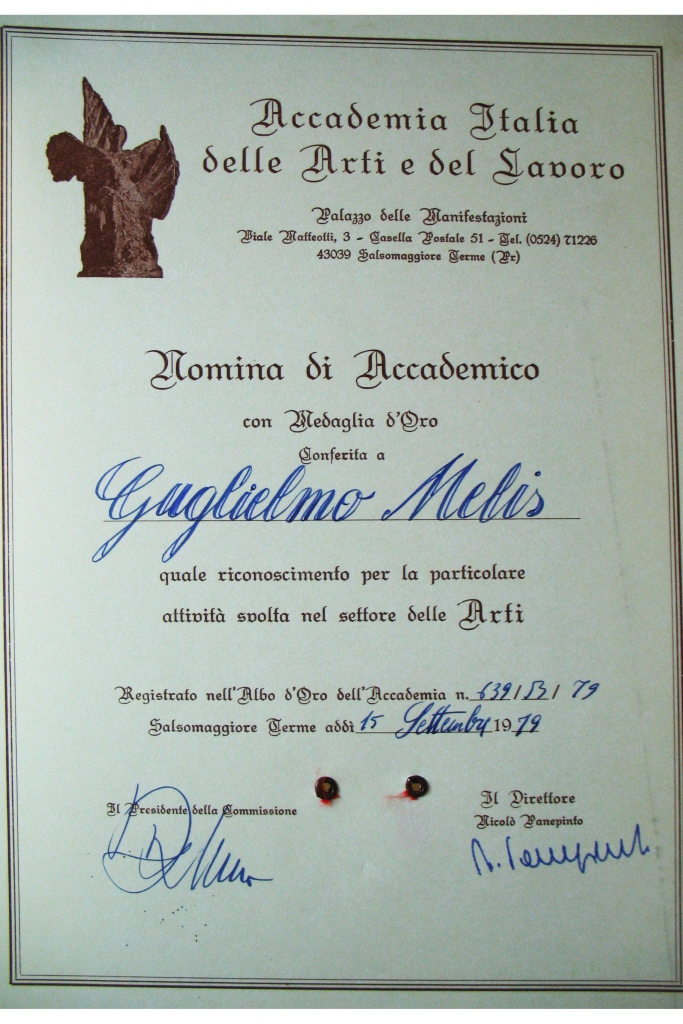 Accademia Italia
delle Arti e del Lavoro
Palazzo delle Manifestazioni
Viale Matteotti, 3 - Casella Postale 51 - Tel. (0524) 71226
43039 Salsomaggiore Terme (Pr)
Nomina di Accademico
con Medaglia d'Oro
Conferita a
Guglielmo Melis
quale riconoscimento per la particolare
attività svolta nel settore delle Arti
Registrato nell'Albo d'Oro dell'Accademia n. 639 / / 79
Salsomaggiore Terme addì 15 Settembre 1979
Il Presidente della Commissione
Il Direttore
Nicolò Panepinto